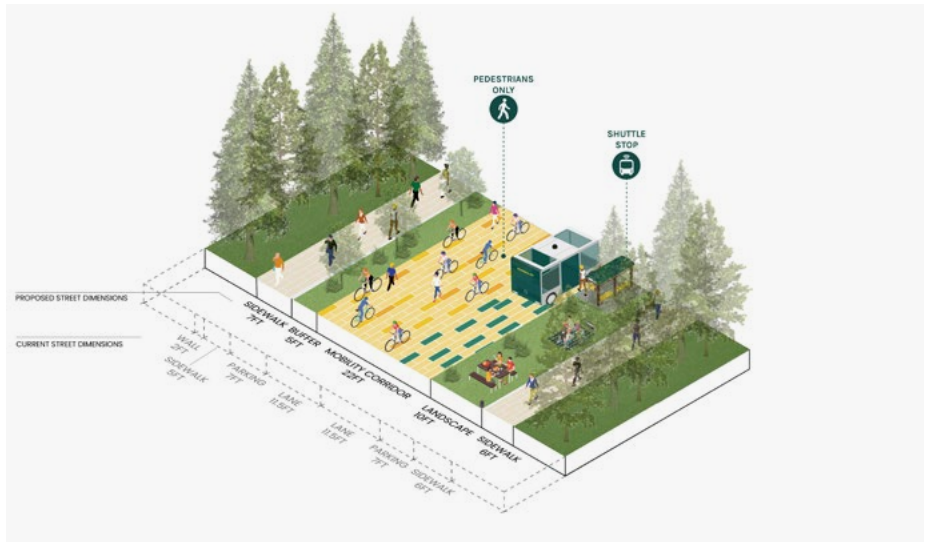 PEDESTRIANS
ONLY
SHUTTLE
STOP
PROPOSED STREET DIMENSIONS
SIDEWALK
7FT
BUFFER
5FT
MOBILITY CORRIDOR
22FT
LANDSCAPE
10FT
SIDEWALK
6FT
CURRENT STREET DIMENSIONS
WALL
2FT
SIDEWALK
5FT
PARKING
7FT
LANE
11.5FT
LANE
11.5FT
PARKING
7FT
SIDEWALK
6FT